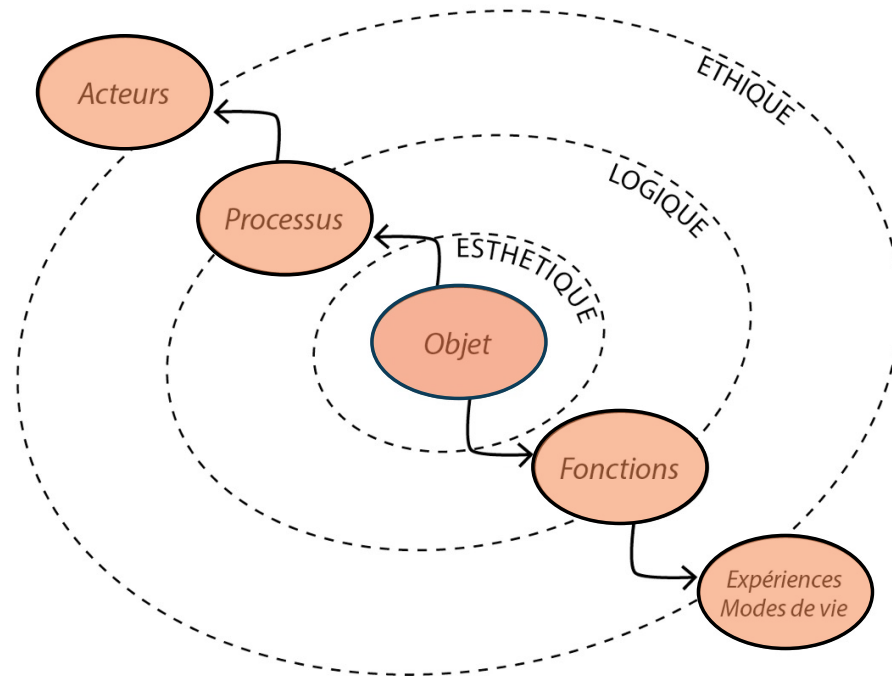 ETHIQUE
Acteurs
LOGIQUE
Processus
ESTHETIQUE
Objet
Fonctions
Expériences
Modes de vie